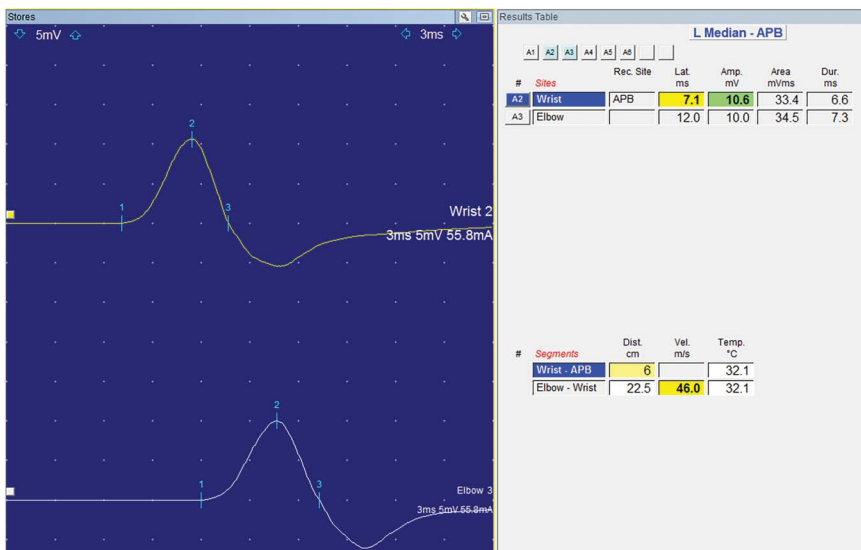 Stores
5mV
3ms
2
1
3
Wrist 2
3ms 5mV 55.8mA
2
1
3
Elbow 3
3ms 5mV 55.8mA
Results Table
L Median - APB
A1 A2 A3 A4 A5 A6
# Sites Rec. Site Lat. ms Amp. mV Area mVms Dur. ms
A2 Wrist APB 7.1 10.6 33.4 6.6
A3 Elbow 12.0 10.0 34.5 7.3
# Segments Dist. cm Vel. m/s Temp. °C
Wrist - APB 6 32.1
Elbow - Wrist 22.5 46.0 32.1